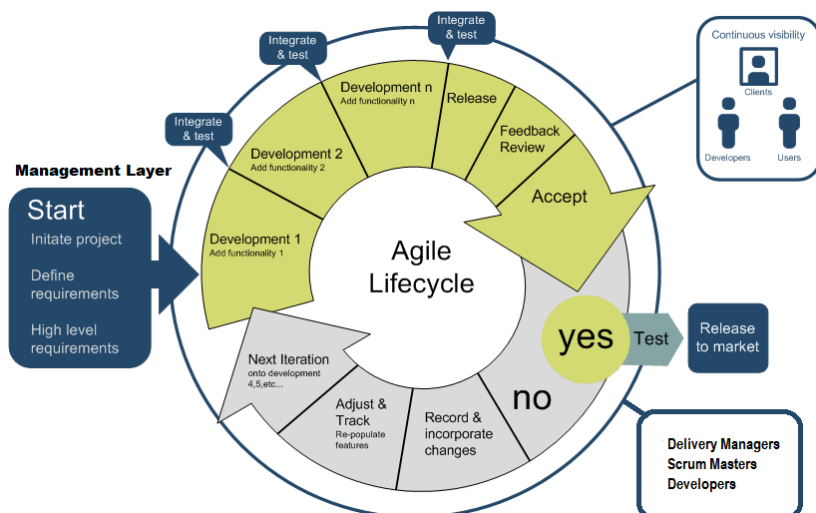 Management Layer
Start
Initate project
Define
requirements
High level
requirements
Integrate
& test
Integrate
& test
Integrate
& test
Development 1
Add functionality 1
Development 2
Add functionality 2
Development n
Add functionality n
Release
Feedback
Review
Accept
Agile
Lifecycle
yes
Test
Release
to market
no
Record &
incorporate
changes
Adjust &
Track
Re-populate
features
Next Iteration
onto development
4,5,etc...
Continuous visibility
Clients
Developers
Users
Delivery Managers
Scrum Masters
Developers